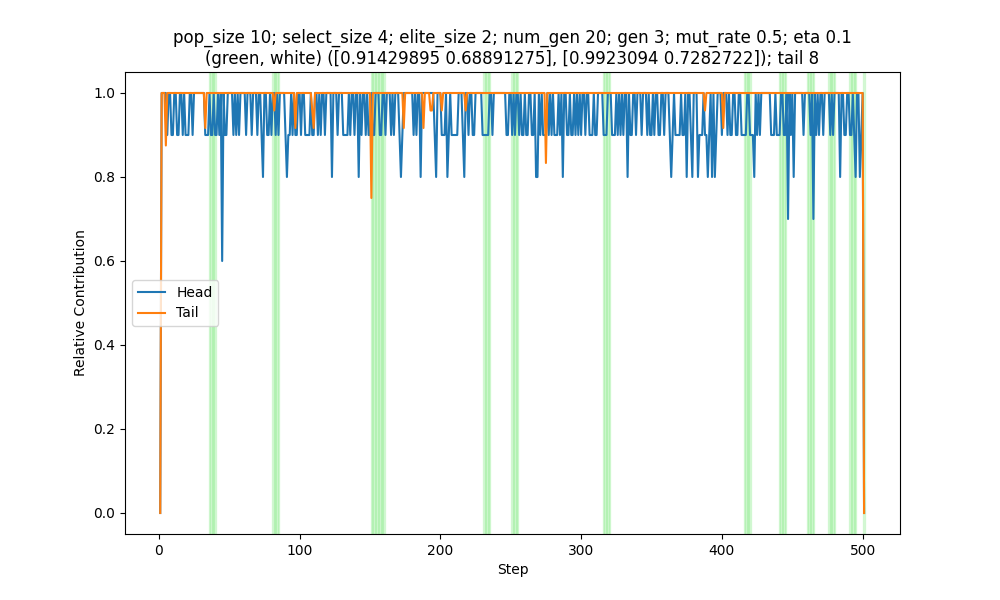 pop_size 10; select_size 4; elite_size 2; num_gen 20; gen 3; mut_rate 0.5; eta 0.1
(green, white) ([0.91429895 0.68891275], [0.9923094 0.7282722]); tail 8
1.0
0.8
0.6
0.4
0.2
0.0
Relative Contribution
Head
Tail
0 100 200 300 400 500
Step